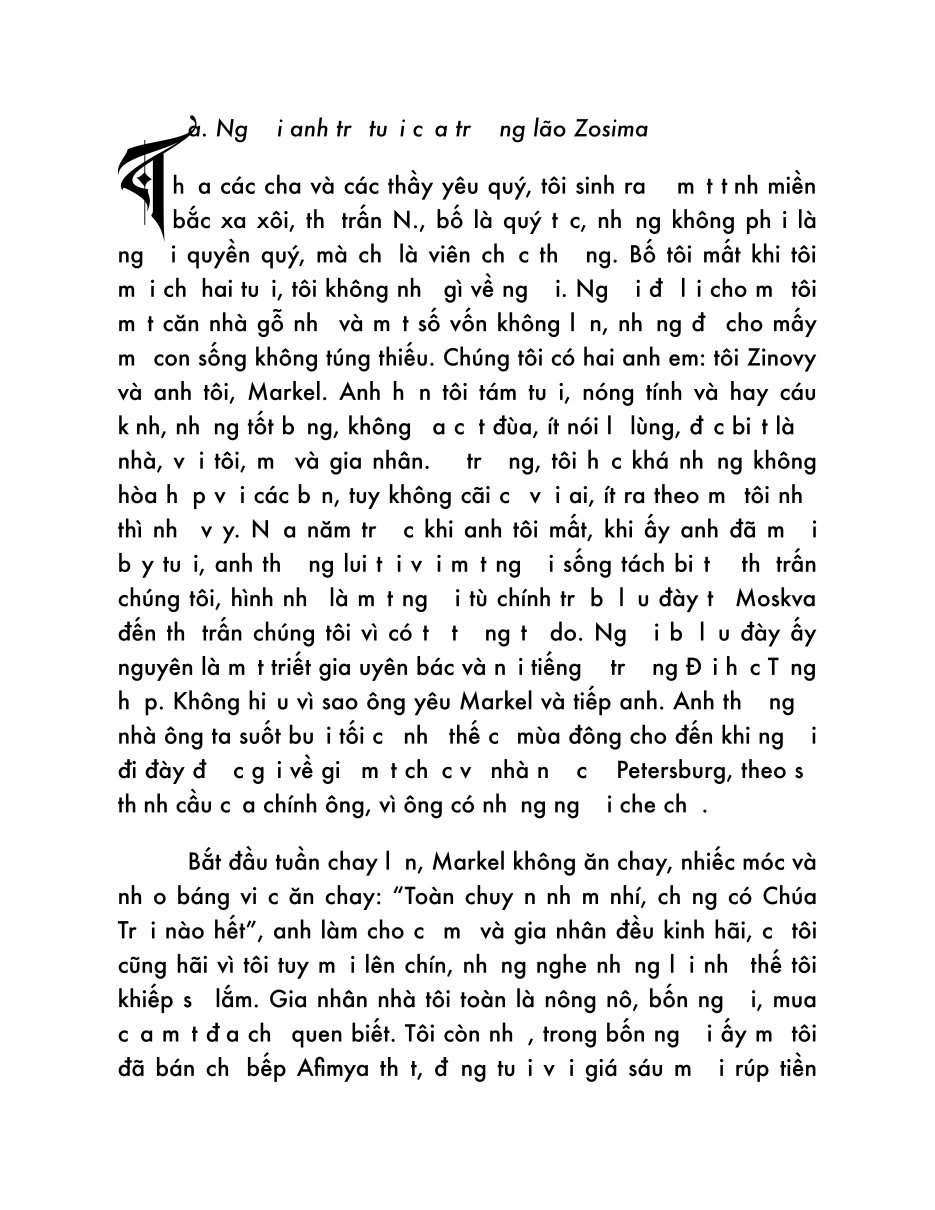 a. Ng i anh tr tu i c a tr ng lão Zosima
Th a các cha và các thầy yêu quý, tôi sinh ra m t t nh miền
bắc xa xôi, th trấn N., bố là quý t c, nh ng không ph i là
ng i quyền quý, mà ch là viên ch c th ng. Bố tôi mất khi tôi
m i ch hai tu i, tôi không nh gì về ng i. Ng i đ l i cho m tôi
m t căn nhà gỗ nh và m t số vốn không l n, nh ng đ cho mấy
m con sống không túng thiếu. Chúng tôi có hai anh em: tôi Zinovy
và anh tôi, Markel. Anh h n tôi tám tu i, nóng tính và hay cáu
k nh, nh ng tốt b ng, không a c t đùa, ít nói l lùng, đ c bi t là
nhà, v i tôi, m và gia nhân. tr ng, tôi h c khá nh ng không
hòa h p v i các b n, tuy không cãi c v i ai, ít ra theo m tôi nh
thì nh v y. N a năm tr c khi anh tôi mất, khi ấy anh đã m i
b y tu i, anh th ng lui t i v i m t ng i sống tách bi t th trấn
chúng tôi, hình nh là m t ng i tù chính tr b l u đày t Moskva
đến th trấn chúng tôi vì có t t ng t do. Ng i b l u đày ấy
nguyên là m t triết gia uyên bác và n i tiếng tr ng Đ i h c T ng
h p. Không hi u vì sao ông yêu Markel và tiếp anh. Anh th ng
nhà ông ta suốt bu i tối c nh thế c mùa đông cho đến khi ng i
đi đày đ c g i về gi m t ch c v nhà n c Petersburg, theo s
th nh cầu c a chính ông, vì ông có nh ng ng i che ch .
Bắt đầu tuần chay l n, Markel không ăn chay, nhiếc móc và
nh o báng vi c ăn chay: “Toàn chuy n nh m nhí, ch ng có Chúa
Tr i nào hết”, anh làm cho c m và gia nhân đều kinh hãi, c tôi
cũng hãi vì tôi tuy m i lên chín, nh ng nghe nh ng l i nh thế tôi
khiếp s lắm. Gia nhân nhà tôi toàn là nông nô, bốn ng i, mua
c a m t đ a ch quen biết. Tôi còn nh , trong bốn ng i ấy m tôi
đã bán ch bếp Afimya th t, đ ng tu i v i giá sáu m i rúp tiền